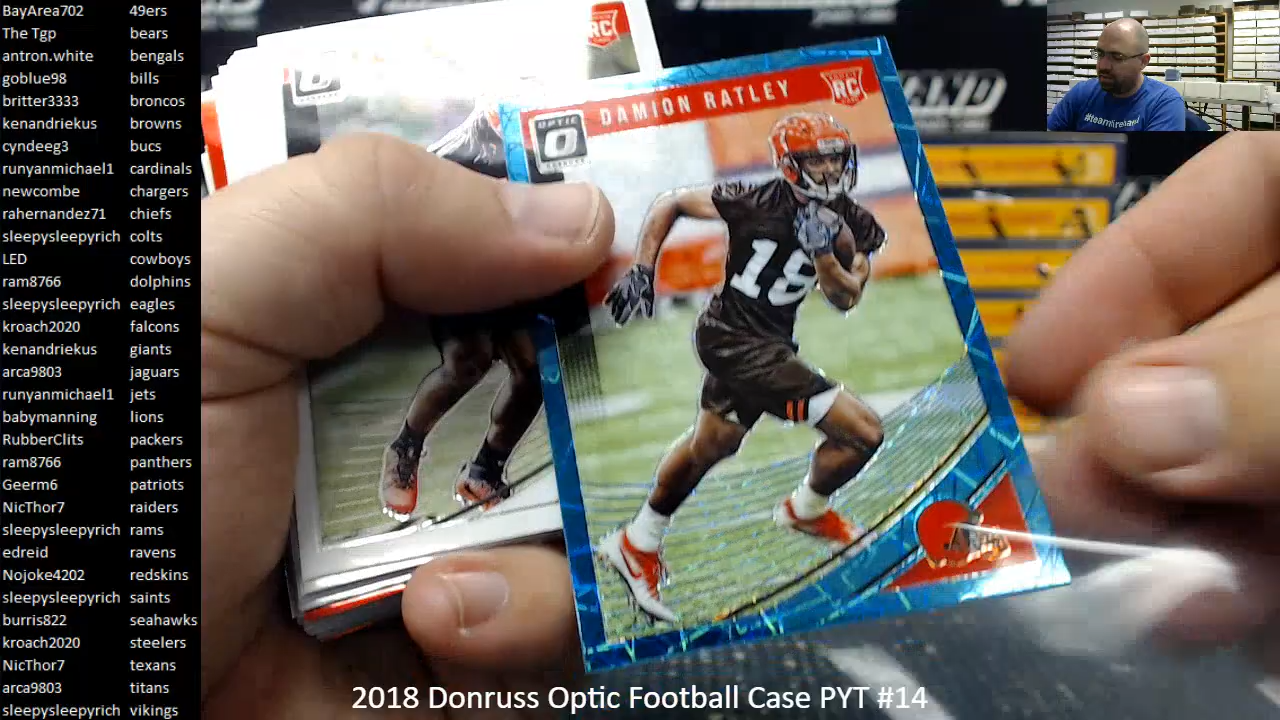 BayArea702 49ers
The Tgp bears
antron.white bengals
goblue98 bills
britter3333 broncos
kenandriekus browns
cyndeeg3 bucs
runyanmichael1 cardinals
newcombe chargers
rahernandez71 chiefs
sleepysleepyrich colts
LED cowboys
ram8766 dolphins
sleepysleepyrich eagles
kroach2020 falcons
kenandriekus giants
arca9803 jaguars
runyanmichael1 jets
babymanning lions
RubberClits packers
ram8766 panthers
Geerm6 patriots
NicThor7 raiders
sleepysleepyrich rams
edreid ravens
Nojoke4202 redskins
sleepysleepyrich saints
burris822 seahawks
kroach2020 steelers
NicThor7 texans
arca9803 titans
sleepysleepyrich vikings
OPTIC
DAMION RATLEY
RC
18
RC
2018 Donruss Optic Football Case PYT #14